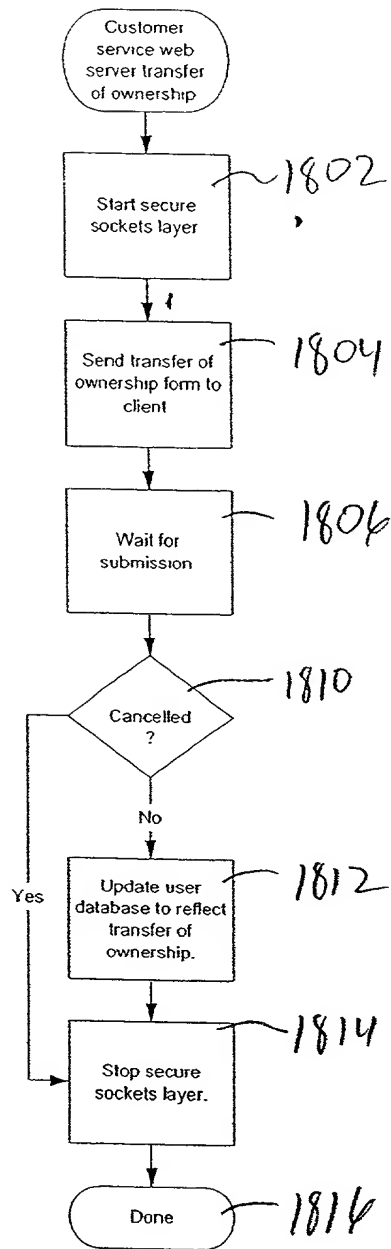 Customer
service web
server transfer
of ownership
1802
Start secure
sockets layer
1804
Send transfer of
ownership form to
client
1806
Wait for
submission
1810
Cancelled
?
No
Yes
1812
Update user
database to reflect
transfer of
ownership.
1814
Stop secure
sockets layer.
1816
Done